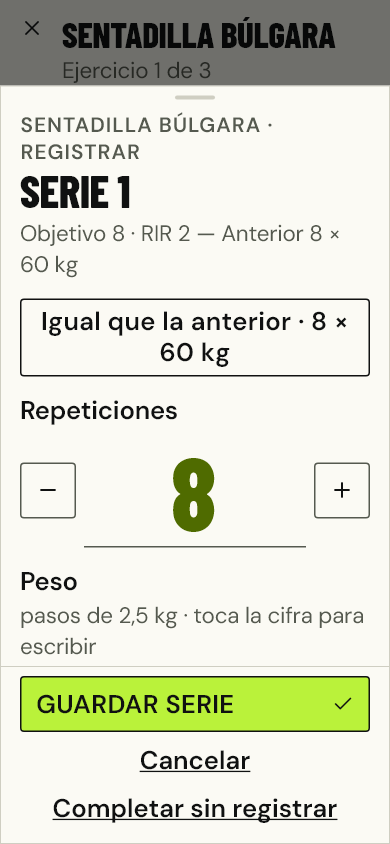 SENTADILLA BÚLGARA
Ejercicio 1 de 3
SENTADILLA BÚLGARA ·
REGISTRAR
SERIE 1
Objetivo 8 · RIR 2 — Anterior 8 ×
60 kg
Igual que la anterior · 8 ×
60 kg
Repeticiones
− 8 +
Peso
pasos de 2,5 kg · toca la cifra para
escribir
GUARDAR SERIE
Cancelar
Completar sin registrar